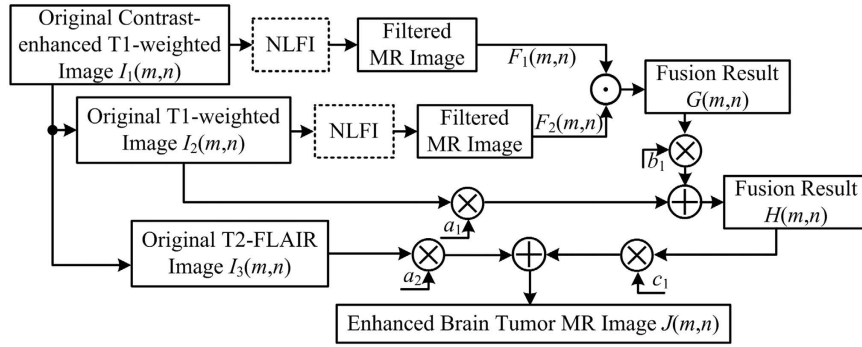 Original Contrast-
enhanced T1-weighted
Image I₁(m,n)
NLFI
Filtered
MR Image
F₁(m,n)
Fusion Result
G(m,n)
Original T1-weighted
Image I₂(m,n)
NLFI
Filtered
MR Image
F₂(m,n)
b₁
a₁
Fusion Result
H(m,n)
Original T2-FLAIR
Image I₃(m,n)
a₂
c₁
Enhanced Brain Tumor MR Image J(m,n)